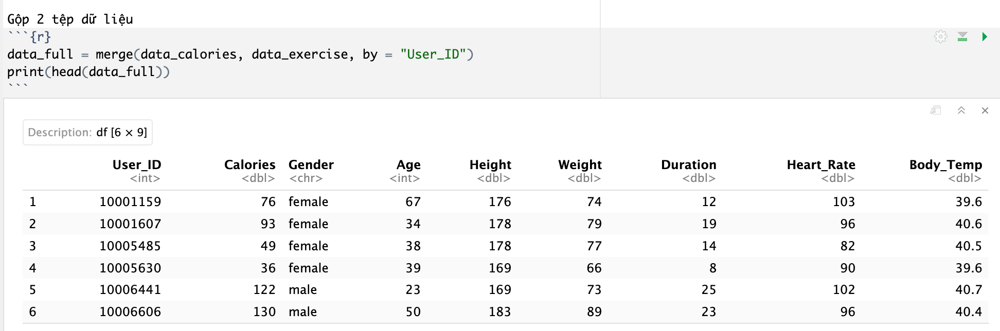 Gộp 2 tệp dữ liệu
```{r}
data_full = merge(data_calories, data_exercise, by = "User_ID")
print(head(data_full))
```
Description: df [6 × 9]
User_ID Calories Gender Age Height Weight Duration Heart_Rate Body_Temp
<int> <dbl> <chr> <int> <dbl> <dbl> <dbl> <dbl> <dbl>
1 10001159 76 female 67 176 74 12 103 39.6
2 10001607 93 female 34 178 79 19 96 40.6
3 10005485 49 female 38 178 77 14 82 40.5
4 10005630 36 female 39 169 66 8 90 39.6
5 10006441 122 male 23 169 73 25 102 40.7
6 10006606 130 male 50 183 89 23 96 40.4